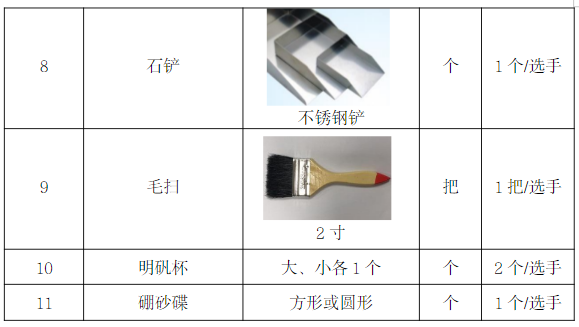 8 石铲 不锈钢铲 个 1个/选手
9 毛扫 2寸 把 1把/选手
10 明矾杯 大、小各1个 个 2个/选手
11 硼砂碟 方形或圆形 个 1个/选手